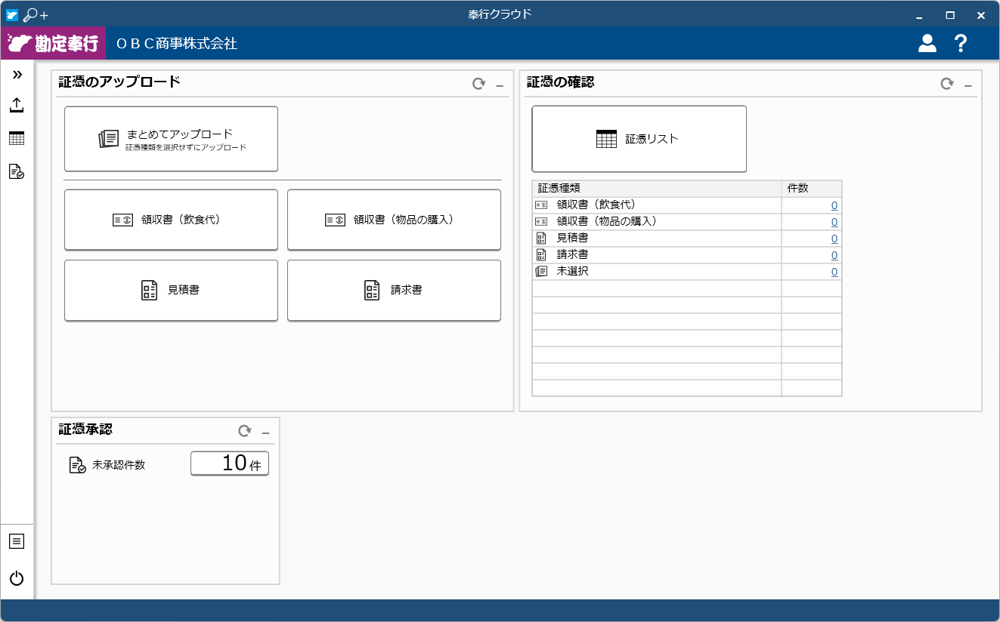 奉行クラウド
勘定奉行
ＯＢＣ商事株式会社
証憑のアップロード
まとめてアップロード
証憑種類を選択せずにアップロード
領収書（飲食代）
領収書（物品の購入）
見積書
請求書
証憑の確認
証憑リスト
証憑種類 件数
領収書（飲食代） 0
領収書（物品の購入） 0
見積書 0
請求書 0
未選択 0
証憑承認
未承認件数 10件